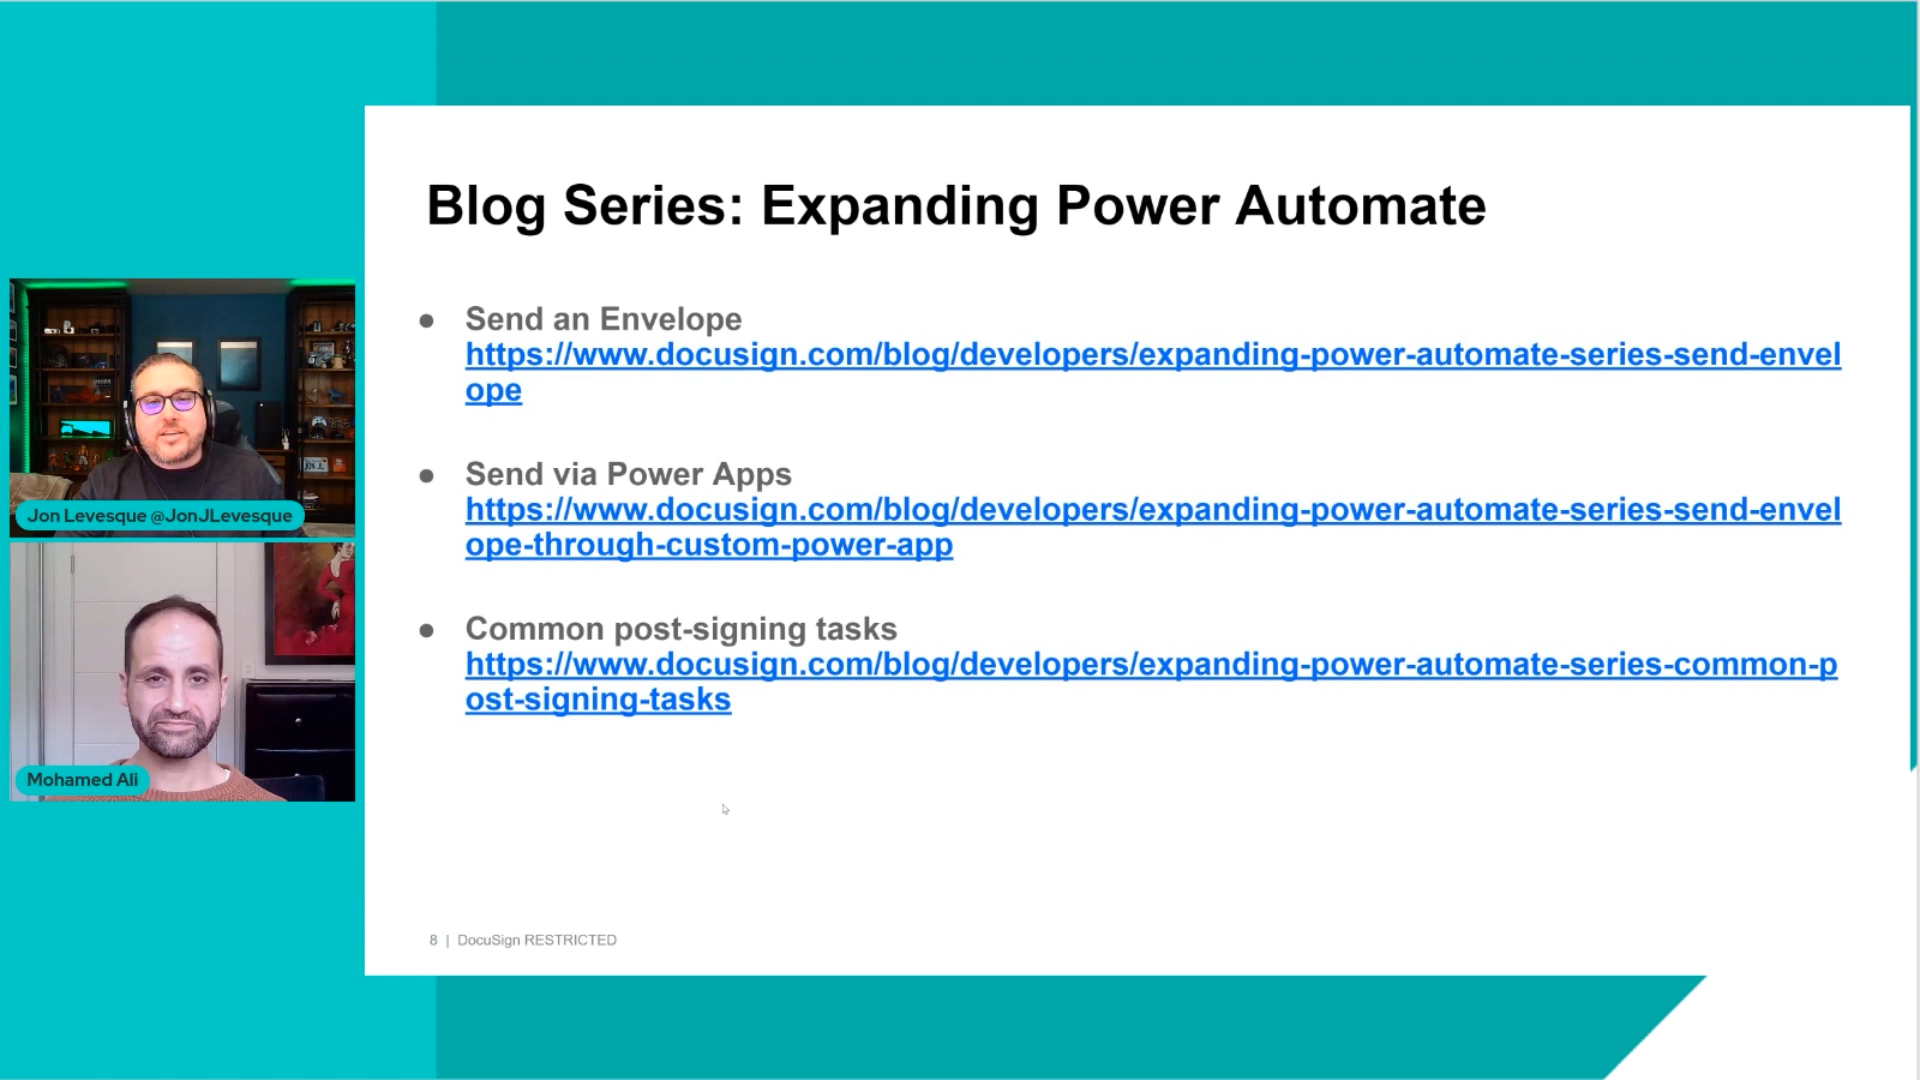 Blog Series: Expanding Power Automate
● Send an Envelope
https://www.docusign.com/blog/developers/expanding-power-automate-series-send-envel
ope
● Send via Power Apps
https://www.docusign.com/blog/developers/expanding-power-automate-series-send-envel
ope-through-custom-power-app
● Common post-signing tasks
https://www.docusign.com/blog/developers/expanding-power-automate-series-common-p
ost-signing-tasks
8 | DocuSign RESTRICTED
Jon Levesque @JonJLevesque
Mohamed Ali